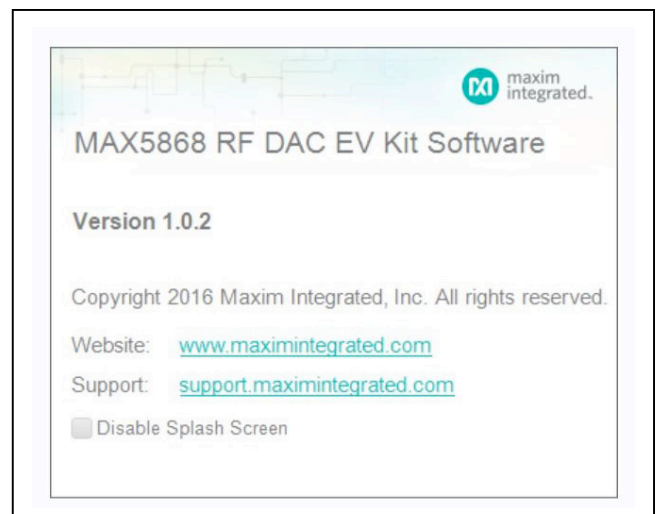 maxim
integrated™
MAX5868 RF DAC EV Kit Software
Version 1.0.2
Copyright 2016 Maxim Integrated, Inc. All rights reserved.
Website: www.maximintegrated.com
Support: support.maximintegrated.com
Disable Splash Screen